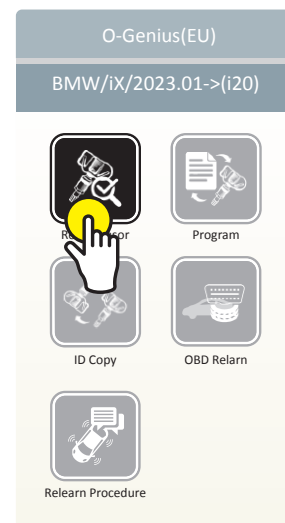 O-Genius(EU)
BMW/iX/2023.01->(i20)
Program
ID Copy
OBD Relarn
Relearn Procedure